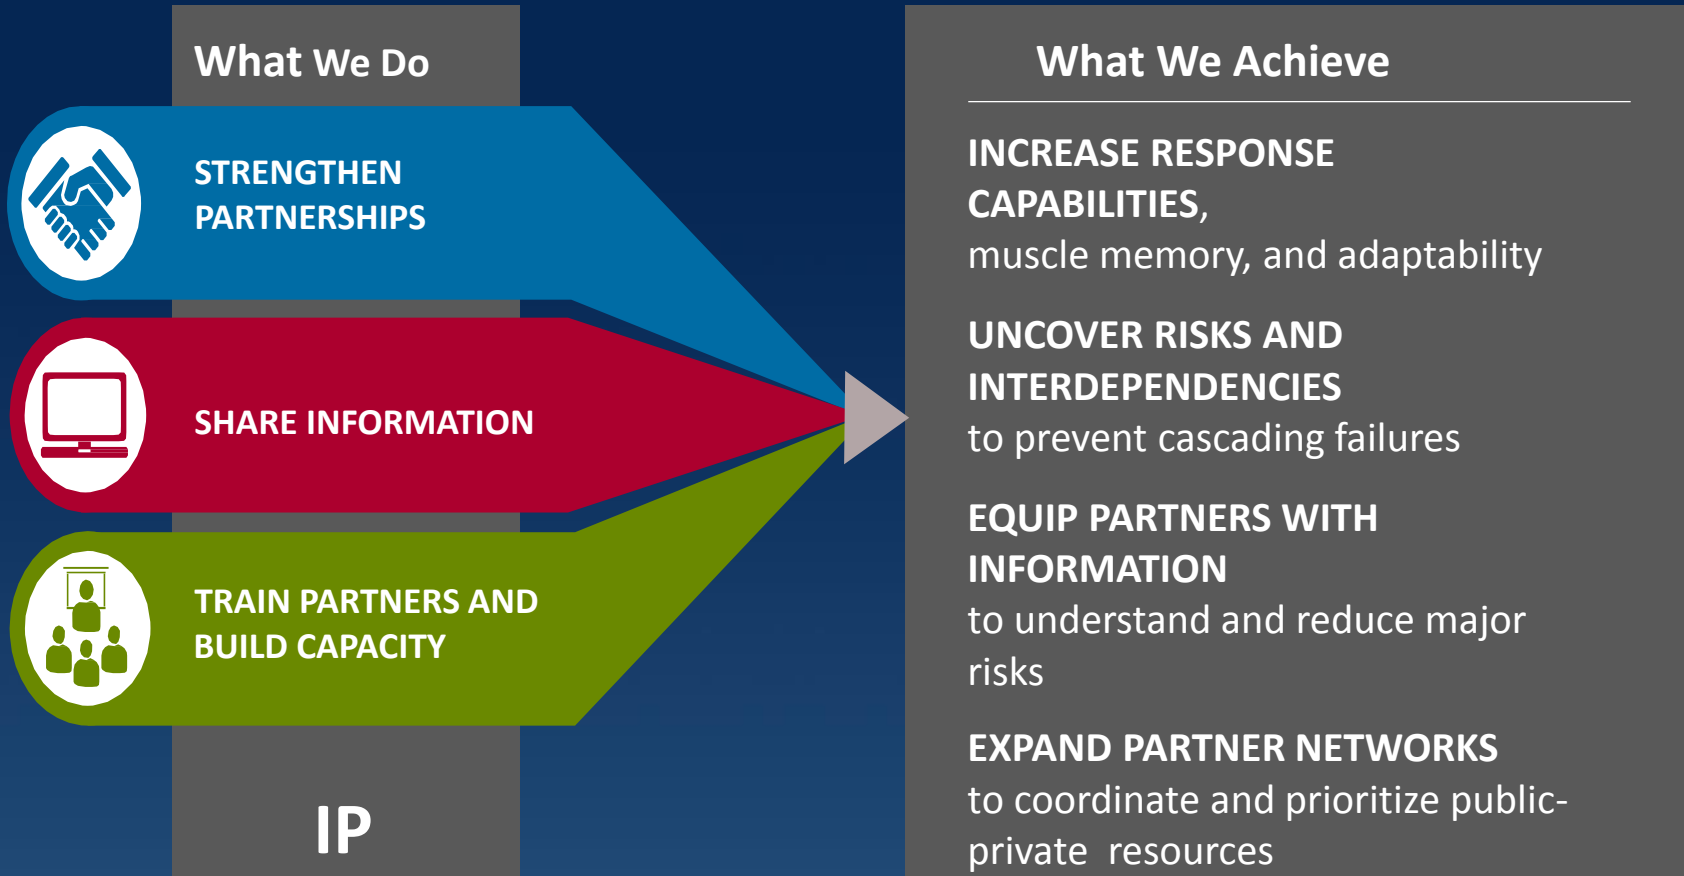 What We Do
STRENGTHEN
PARTNERSHIPS
SHARE INFORMATION
TRAIN PARTNERS AND
BUILD CAPACITY
IP
What We Achieve
INCREASE RESPONSE
CAPABILITIES,
muscle memory, and adaptability
UNCOVER RISKS AND
INTERDEPENDENCIES
to prevent cascading failures
EQUIP PARTNERS WITH
INFORMATION
to understand and reduce major
risks
EXPAND PARTNER NETWORKS
to coordinate and prioritize public-
private  resources